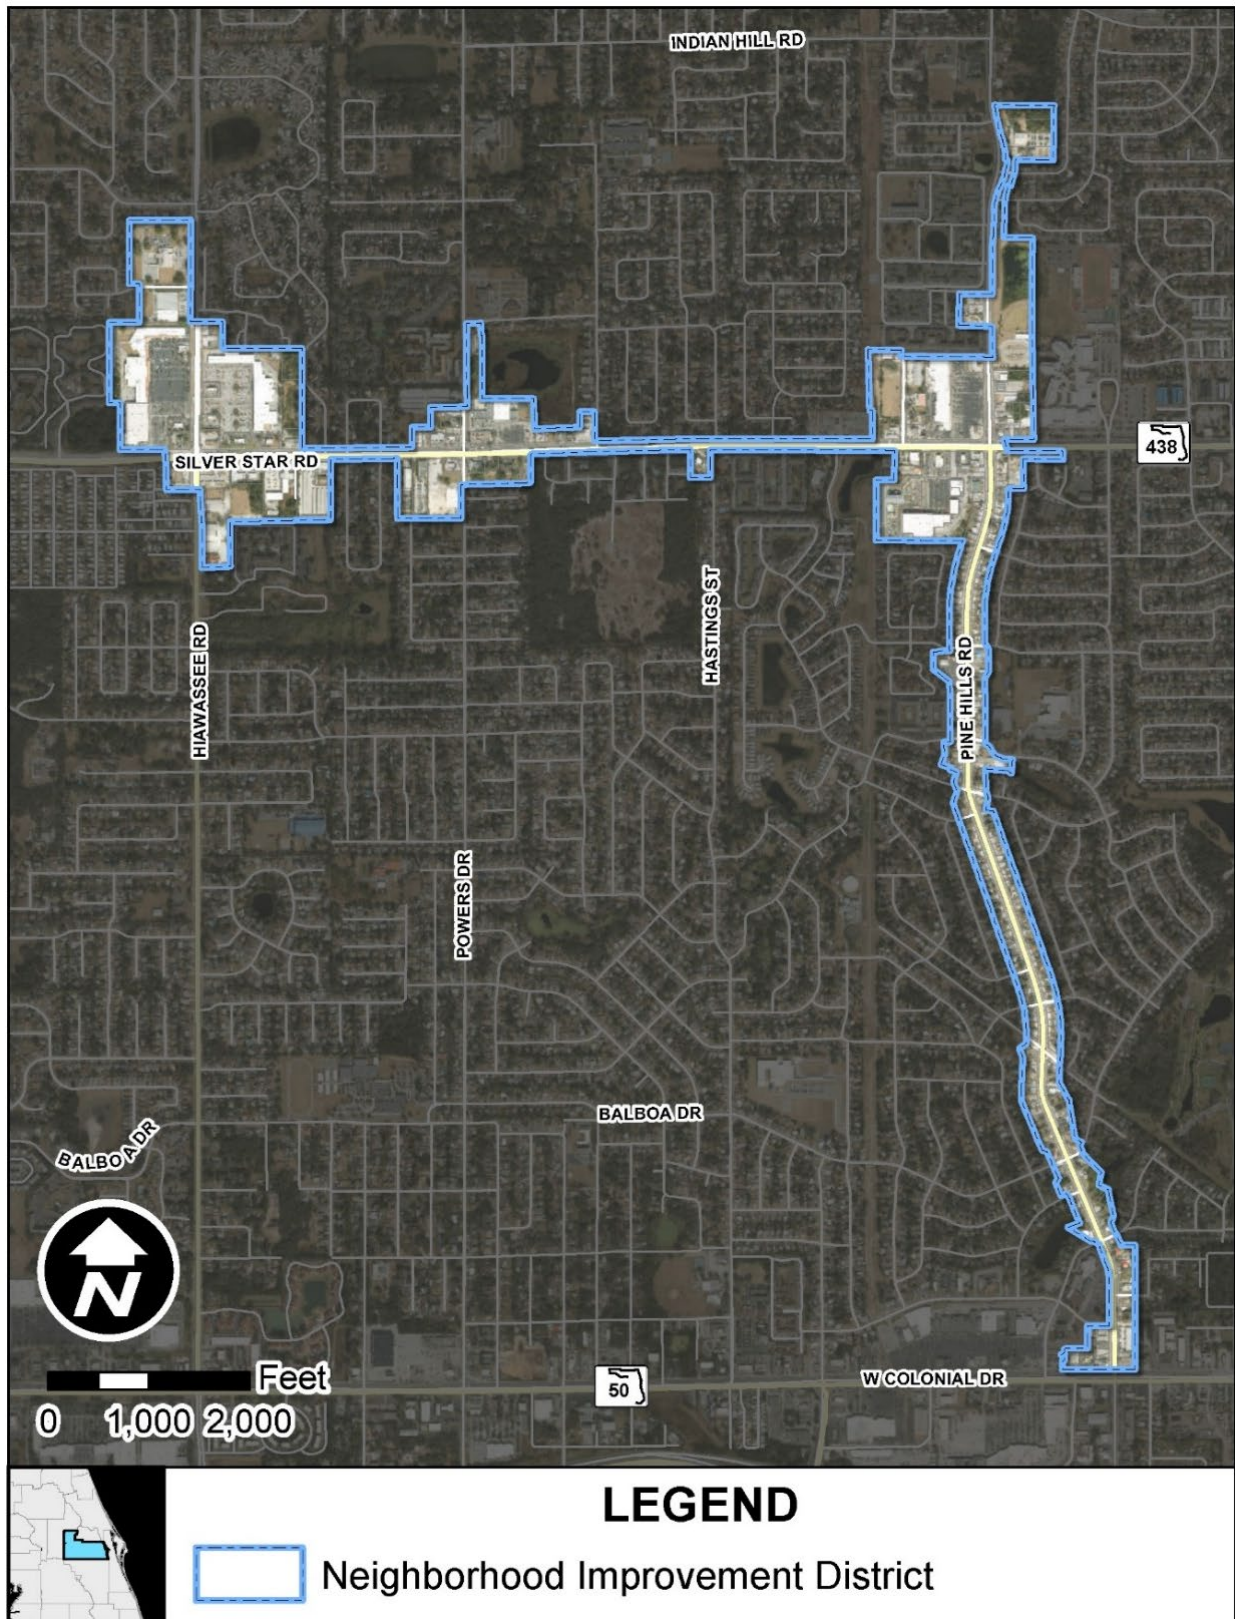 INDIAN HILL RD
438
SILVER STAR RD
HASTINGS ST
HIAWASSEE RD
PINE HILLS RD
POWERS DR
BALBOA DR
BALBOA DR
N
Feet
0 1,000 2,000
50
W COLONIAL DR
LEGEND
Neighborhood Improvement District